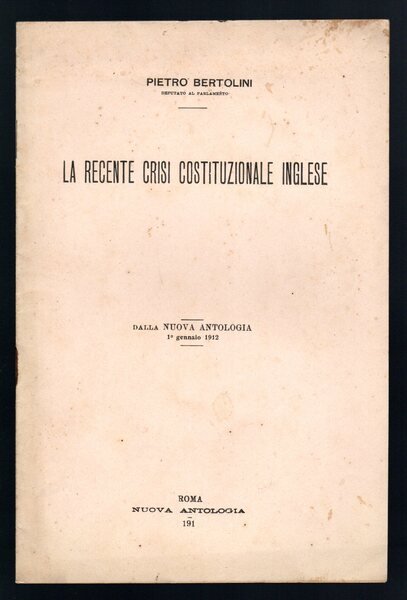 PIETRO BERTOLINI
DEPUTATO AL PARLAMENTO
LA RECENTE CRISI COSTITUZIONALE INGLESE
DALLA NUOVA ANTOLOGIA
1º gennaio 1912
ROMA
NUOVA ANTOLOGIA
191